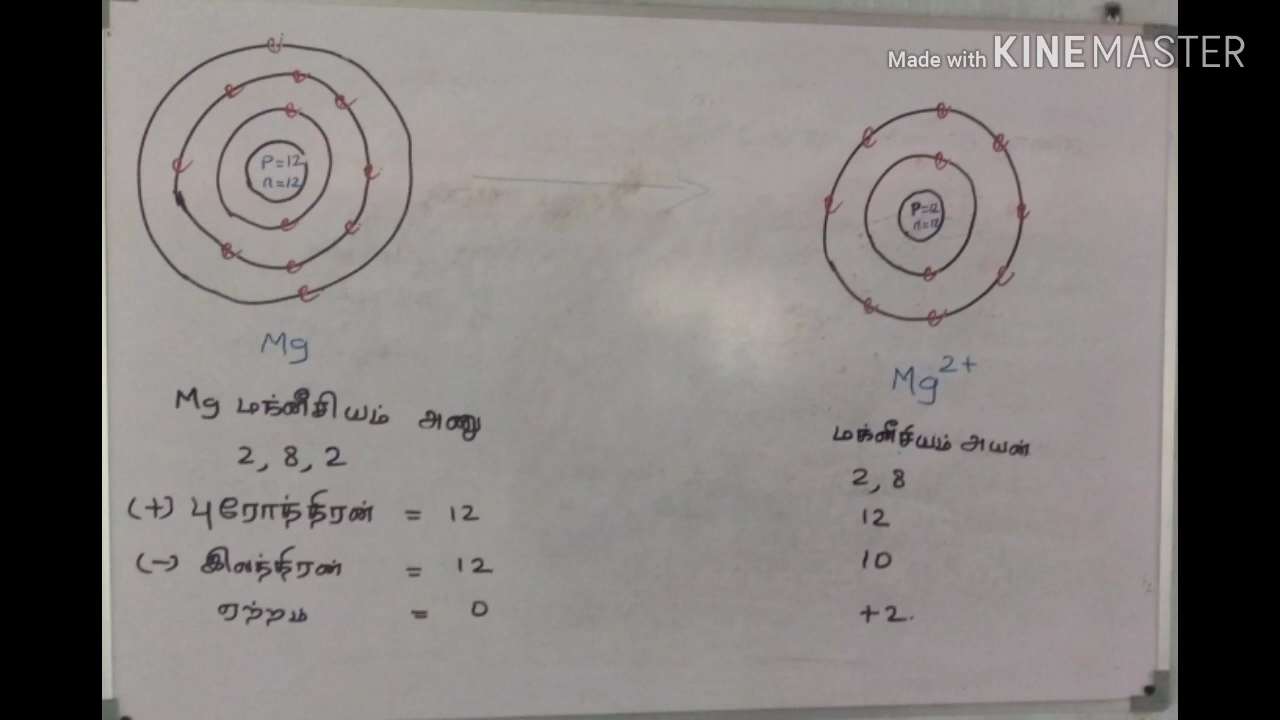 Made with KINEMASTER
P=12
n=12
P=12
n=12
Mg
Mg மக்னீசியம் அணு
2, 8, 2
(+) புரோத்திரன் = 12
(-) இலத்திரன் = 12
ஏற்றம் = 0
Mg2+
மக்னீசியம் அயன்
2, 8
12
10
+2.